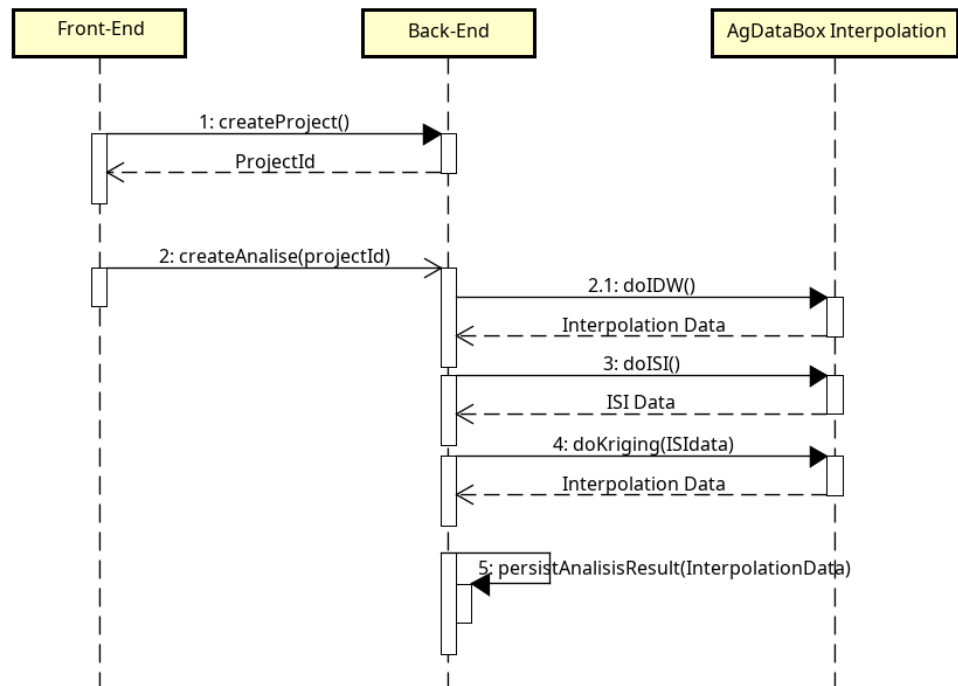 Front-End
Back-End
AgDataBox Interpolation
1: createProject()
ProjectId
2: createAnalise(projectId)
2.1: doIDW()
Interpolation Data
3: doISI()
ISI Data
4: doKriging(ISIdata)
Interpolation Data
5: persistAnalisisResult(InterpolationData)